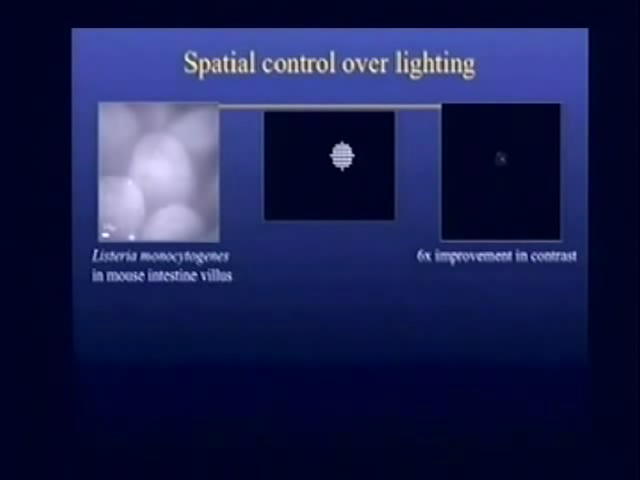 Spatial control over lighting
Listeria monocytogenes
in mouse intestine villus
6x improvement in contrast